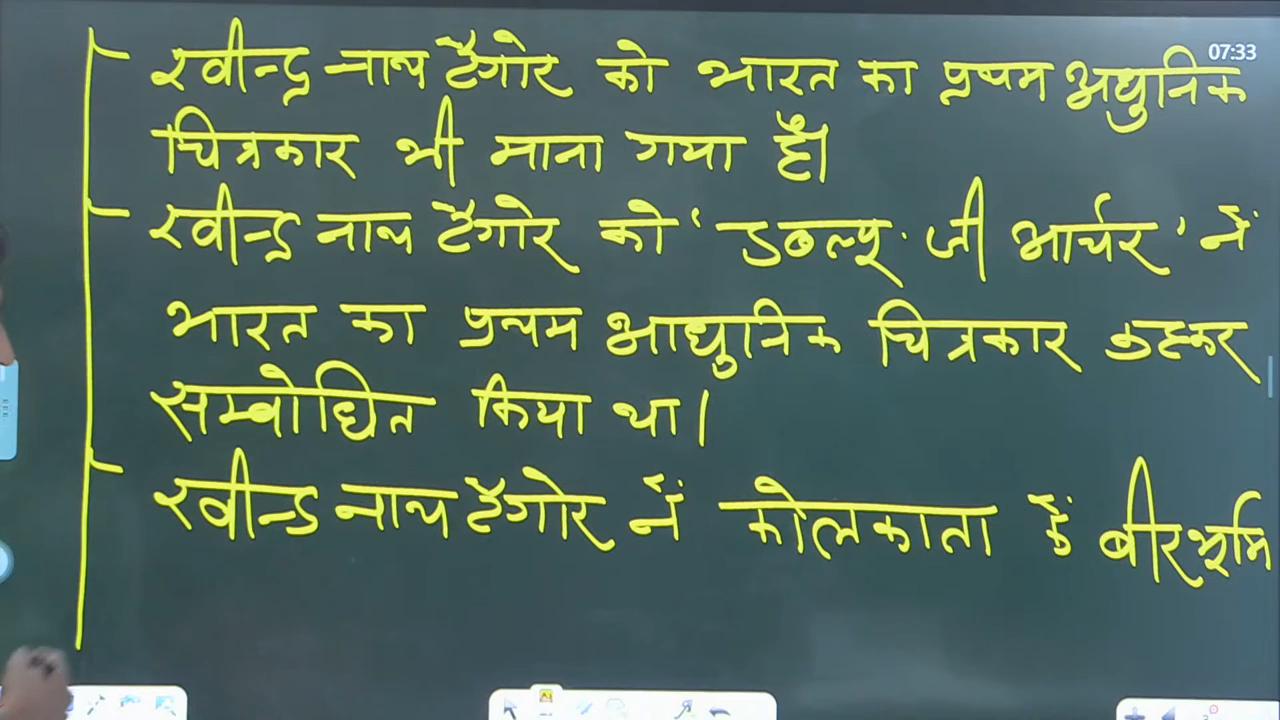 07:33
रवीन्द्र नाथ टैगोर को भारत का प्रथम अधुनिक
चित्रकार भी माना गया हैं।
रवीन्द्र नाथ टैगोर को 'डब्ल्यू. जी आर्चर' नें
भारत का प्रथम आधुनिक चित्रकार कहकर
सम्बोधित किया था।
रवीन्ड नाथ टैगोर नें कोलकाता कें बीरभूमि